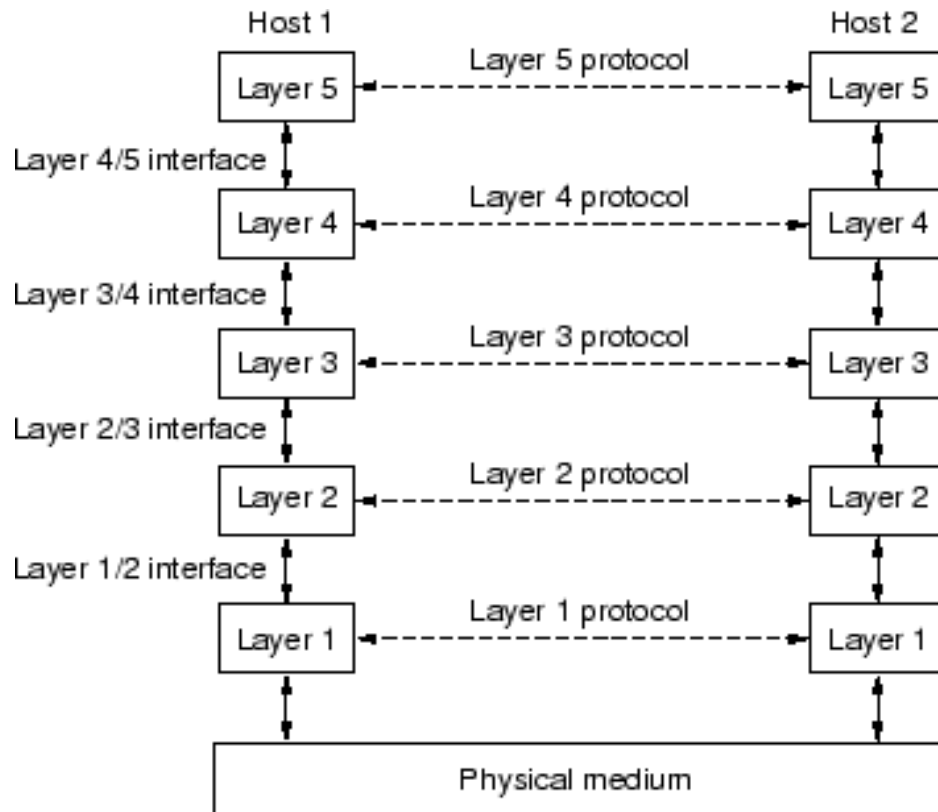 Host 1
Host 2
Layer 5
Layer 5 protocol
Layer 5
Layer 4/5 interface
Layer 4
Layer 4 protocol
Layer 4
Layer 3/4 interface
Layer 3
Layer 3 protocol
Layer 3
Layer 2/3 interface
Layer 2
Layer 2 protocol
Layer 2
Layer 1/2 interface
Layer 1
Layer 1 protocol
Layer 1
Physical medium